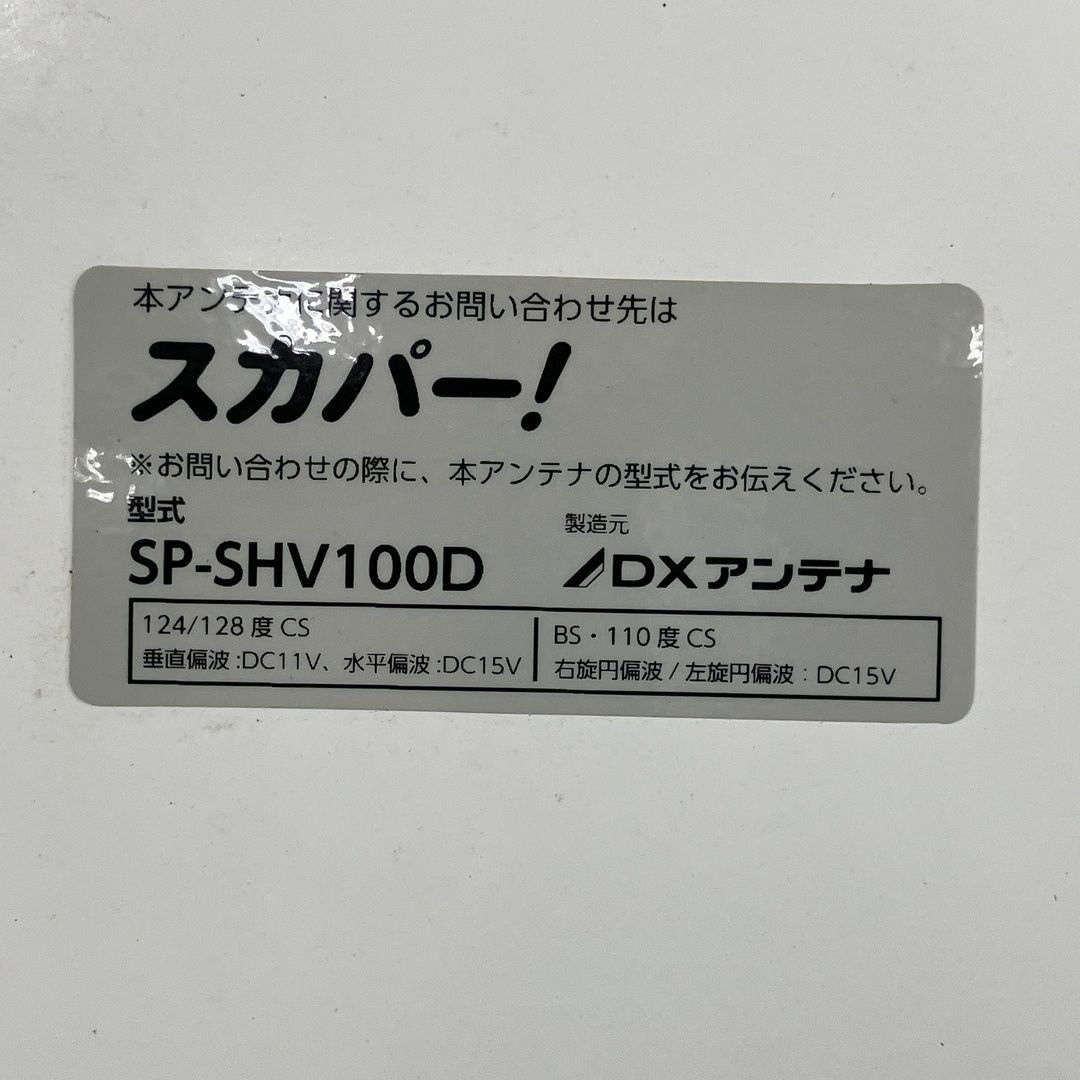 本アンテナに関するお問い合わせ先は
スカパー!
※お問い合わせの際に、本アンテナの型式をお伝えください。
型式
SP-SHV100D
製造元
DXアンテナ
124/128度CS
垂直偏波:DC11V、水平偏波:DC15V
BS・110度CS
右旋円偏波/左旋円偏波:DC15V